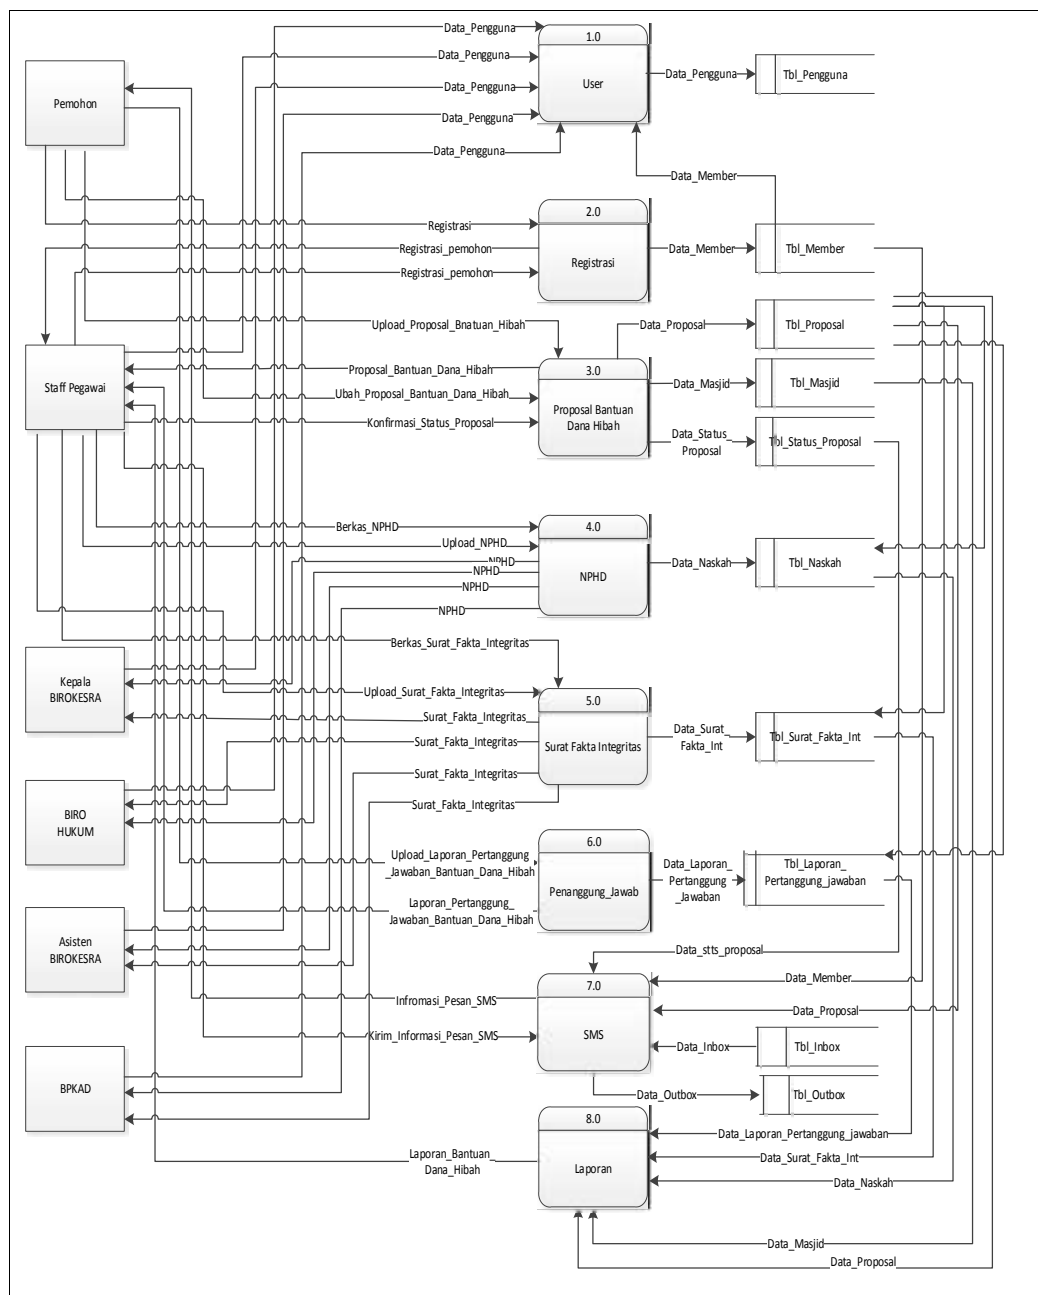 Data_Pengguna
1.0
Data_Pengguna
Data_Pengguna
Data_Pengguna
Data_Pengguna
User
Data_Pengguna
Tbl_Pengguna
Pemohon
Data_Member
2.0
Registrasi
Registrasi_pemohon
Registrasi_pemohon
Registrasi
Data_Member
Tbl_Member
Upload_Proposal_Bnatuan_Hibah
Data_Proposal
Tbl_Proposal
Staff Pegawai
Proposal_Bantuan_Dana_Hibah
Ubah_Proposal_Bantuan_Dana_Hibah
Konfirmasi_Status_Proposal
3.0
Proposal Bantuan
Dana Hibah
Data_Masjid
Tbl_Masjid
Data_Status_
Proposal
Tbl_Status_Proposal
Berkas_NPHD
Upload_NPHD
NPHD
NPHD
NPHD
NPHD
4.0
NPHD
Data_Naskah
Tbl_Naskah
Berkas_Surat_Fakta_Integritas
Kepala
BIROKESRA
Upload_Surat_Fakta_Integritas
Surat_Fakta_Integritas
Surat_Fakta_Integritas
Surat_Fakta_Integritas
Surat_Fakta_Integritas
5.0
Surat Fakta Integritas
Data_Surat_
Fakta_Int
Tbl_Surat_Fakta_Int
BIRO
HUKUM
6.0
Upload_Laporan_Pertanggung
_Jawaban_Bantuan_Dana_Hibah
Penanggung_Jawab
Data_Laporan_
Pertanggung
_Jawaban
Tbl_Laporan_
Pertanggung_jawaban
Laporan_Pertanggung_
Jawaban_Bantuan_Dana_Hibah
Asisten
BIROKESRA
Data_stts_proposal
7.0
Data_Member
Infromasi_Pesan_SMS
Data_Proposal
Kirim_Informasi_Pesan_SMS
SMS
Data_Inbox
Tbl_Inbox
BPKAD
Data_Outbox
Tbl_Outbox
8.0
Data_Laporan_Pertanggung_jawaban
Laporan_Bantuan_
Dana_Hibah
Laporan
Data_Surat_Fakta_Int
Data_Naskah
Data_Masjid
Data_Proposal